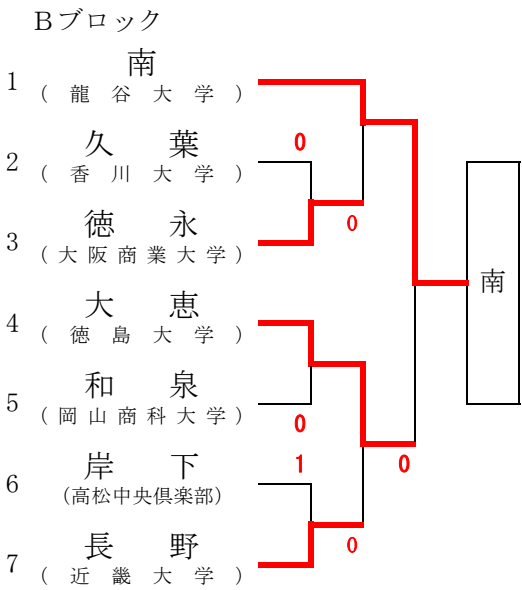 Bブロック
1 南
(龍谷大学)
0
2 久葉
(香川大学)
0
3 徳永
(大阪商業大学)
南
4 大恵
(徳島大学)
5 和泉
(岡山商科大学)
0
1
0
6 岸下
(高松中央倶楽部)
0
7 長野
(近畿大学)